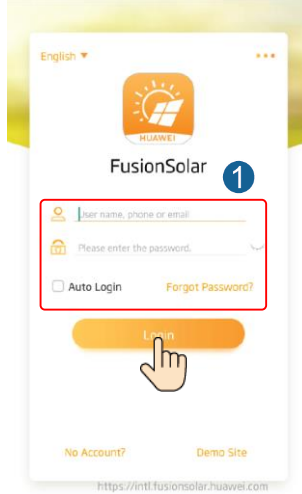 English ▼
HUAWEI
FusionSolar
1
User name, phone or email
Please enter the password.
Auto Login
Forgot Password?
Login
No Account?
Demo Site
https://intl.fusionsolar.huawei.com